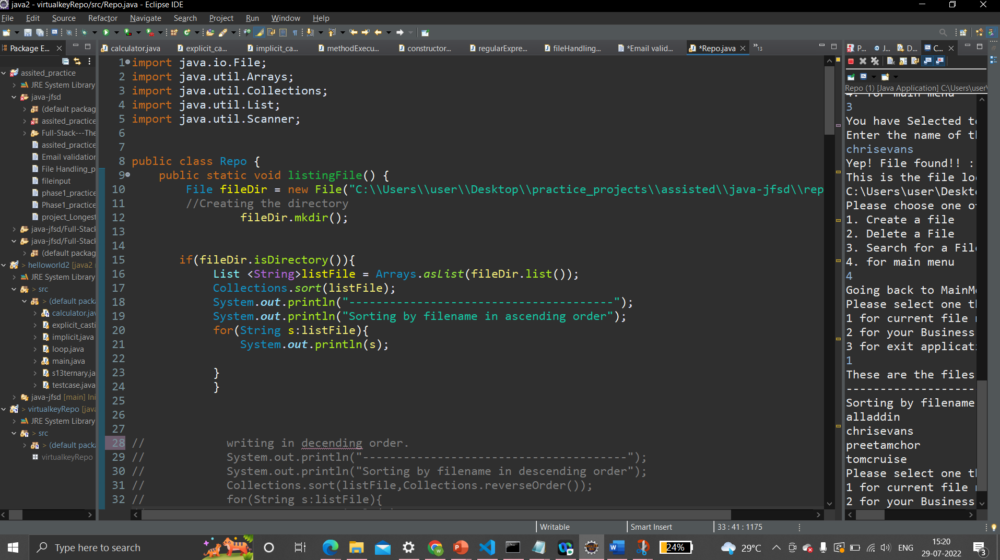 java2 - virtualkeyRepo/src/Repo.java - Eclipse IDE
File Edit Source Refactor Navigate Search Project Run Window Help
Package E...
calculator.java explicit_ca... implicit_ca... methodExecu... constructor... regularExpre... fileHandling... *Email valid... *Repo.java »13
P... J... D... C...
assited_practice
JRE System Library
java-jfsd
(default packag
assited_practice
Full-Stack---The
assited_practice
Email validation
File Handling_p
fileinput
phase1_practice
Phase1_practice
project_Longest
java-jfsd/Full-Stack
java-jfsd/Full-Stack
(default packag
> helloworld2 [java2
JRE System Library
> src
> (default packa
calculator.jav
explicit_casti
implicit.java
loop.java
main.java
s13ternary.ja
testcase.java
java-jfsd [main] Ini
> virtualkeyRepo [java
JRE System Library
> src
> (default packa
virtualkeyRepo
1 import java.io.File;
2 import java.util.Arrays;
3 import java.util.Collections;
4 import java.util.List;
5 import java.util.Scanner;
6
7
8 public class Repo {
9 public static void listingFile() {
10 File fileDir = new File("C:\\Users\\user\\Desktop\\practice_projects\\assisted\\java-jfsd\\rep
11 //Creating the directory
12 fileDir.mkdir();
13
14
15 if(fileDir.isDirectory()){
16 List <String>listFile = Arrays.asList(fileDir.list());
17 Collections.sort(listFile);
18 System.out.println("---------------------------------------");
19 System.out.println("Sorting by filename in ascending order");
20 for(String s:listFile){
21 System.out.println(s);
22
23 }
24 }
25
26
27
28 // writing in decending order.
29 // System.out.println("---------------------------------------");
30 // System.out.println("Sorting by filename in descending order");
31 // Collections.sort(listFile,Collections.reverseOrder());
32 // for(String s:listFile){
Repo (1) [Java Application] C:\Users\user\
4. for main menu
3
You have Selected to
Enter the name of th
chrisevans
Yep! File found!! :
This is the file loc
C:\Users\user\Deskto
Please choose one of
1. Create a file
2. Delete a File
3. Search for a File
4. for main menu
4
Going back to MainMe
Please select one th
1 for current file n
2 for your Business
3 for exit applicati
1
These are the files
-------------------
Sorting by filename
alladdin
chrisevans
preetamchor
tomcruise
Please select one th
1 for current file n
2 for your Business
Writable Smart Insert 33 : 41 : 1175
Type here to search
24% 29°C ENG 15:20
29-07-2022 3